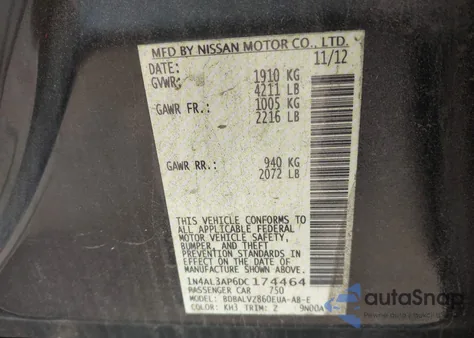 MFD BY NISSAN MOTOR CO., LTD.
DATE: 11/12
GVWR: 1910 KG
4211 LB
GAWR FR.: 1005 KG
2216 LB
GAWR RR.: 940 KG
2072 LB
THIS VEHICLE CONFORMS TO
ALL APPLICABLE FEDERAL
MOTOR VEHICLE SAFETY,
BUMPER, AND THEFT
PREVENTION STANDARDS IN
EFFECT ON THE DATE OF
MANUFACTURE SHOWN ABOVE.
1N4AL3AP6DC174464
PASSENGER CAR 750
MODEL: BDBALVZB60EUA-AB-E
COLOR: KH3 TRIM: Z 9N00A
autaSnap